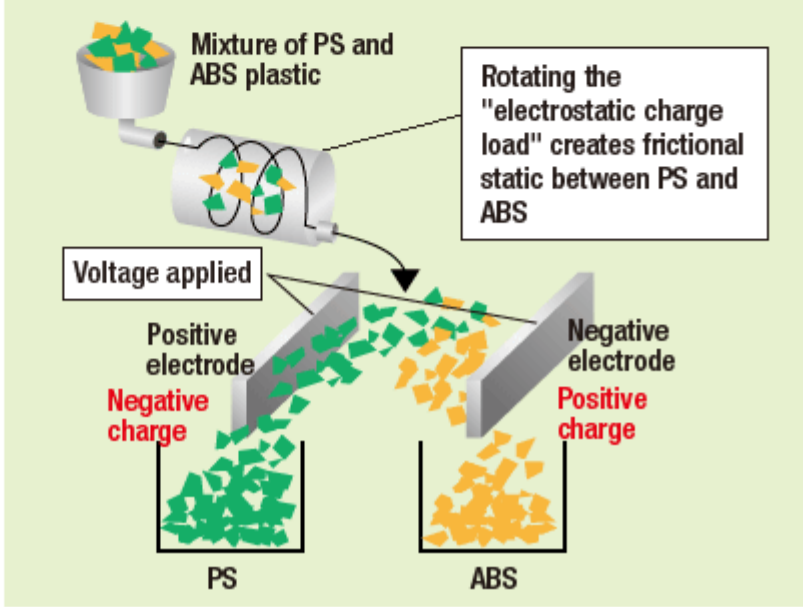 Mixture of PS and
ABS plastic
Rotating the
"electrostatic charge
load" creates frictional
static between PS and
ABS
Voltage applied
Positive
electrode
Negative
charge
Negative
electrode
Positive
charge
PS
ABS